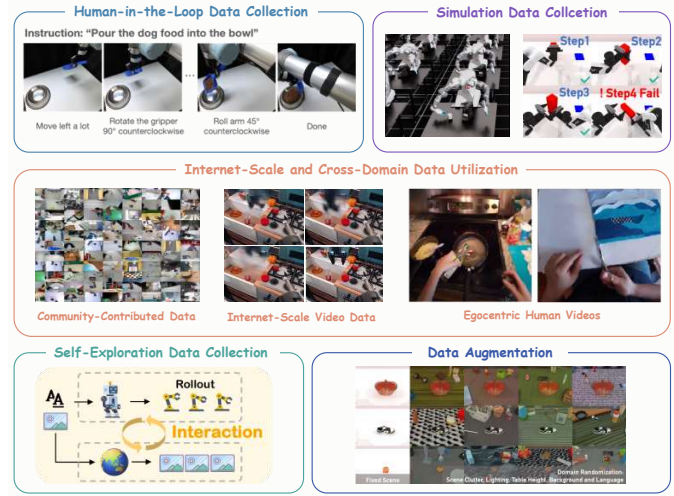 Human-in-the-Loop Data Collection
Instruction: “Pour the dog food into the bowl!”
...
Move left a lot
Rotate the gripper
90° counterclockwise
Roll arm 45°
counterclockwise
Done
Simulation Data Collcetion
Step1
Step2
Step3
! Step4 Fail
Internet-Scale and Cross-Domain Data Utilization
Community-Contributed Data
Internet-Scale Video Data
Egocentric Human Videos
Self-Exploration Data Collection
AA
Rollout
Interaction
Data Augmentation
Fixed Scene
Domain Randomization:
Scene Clutter, Lighting, Table Height, Background and Language